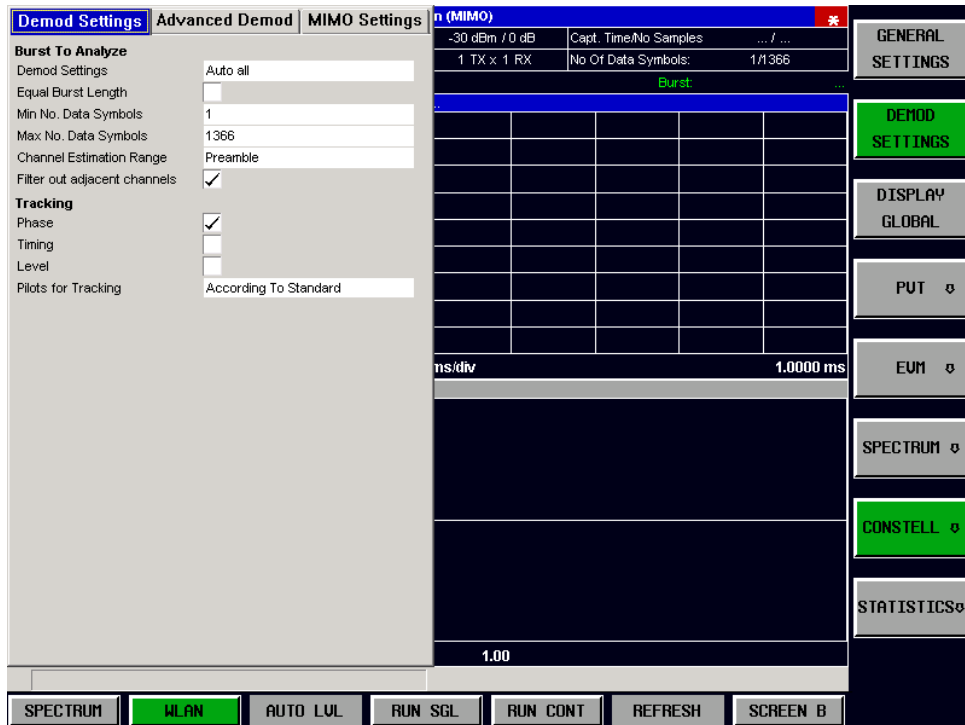 Demod Settings Advanced Demod MIMO Settings
n (MIMO)
-30 dBm / 0 dB Capt. Time/No Samples ... / ...
1 TX x 1 RX No Of Data Symbols: 1/1366
Burst: ...
..
Burst To Analyze
Demod Settings Auto all
Equal Burst Length
Min No. Data Symbols 1
Max No. Data Symbols 1366
Channel Estimation Range Preamble
Filter out adjacent channels
Tracking
Phase
Timing
Level
Pilots for Tracking According To Standard
ms/div 1.0000 ms
1.00
GENERAL
SETTINGS
DEMOD
SETTINGS
DISPLAY
GLOBAL
PVT
EVM
SPECTRUM
CONSTELL
STATISTICS
SPECTRUM WLAN AUTO LVL RUN SGL RUN CONT REFRESH SCREEN B